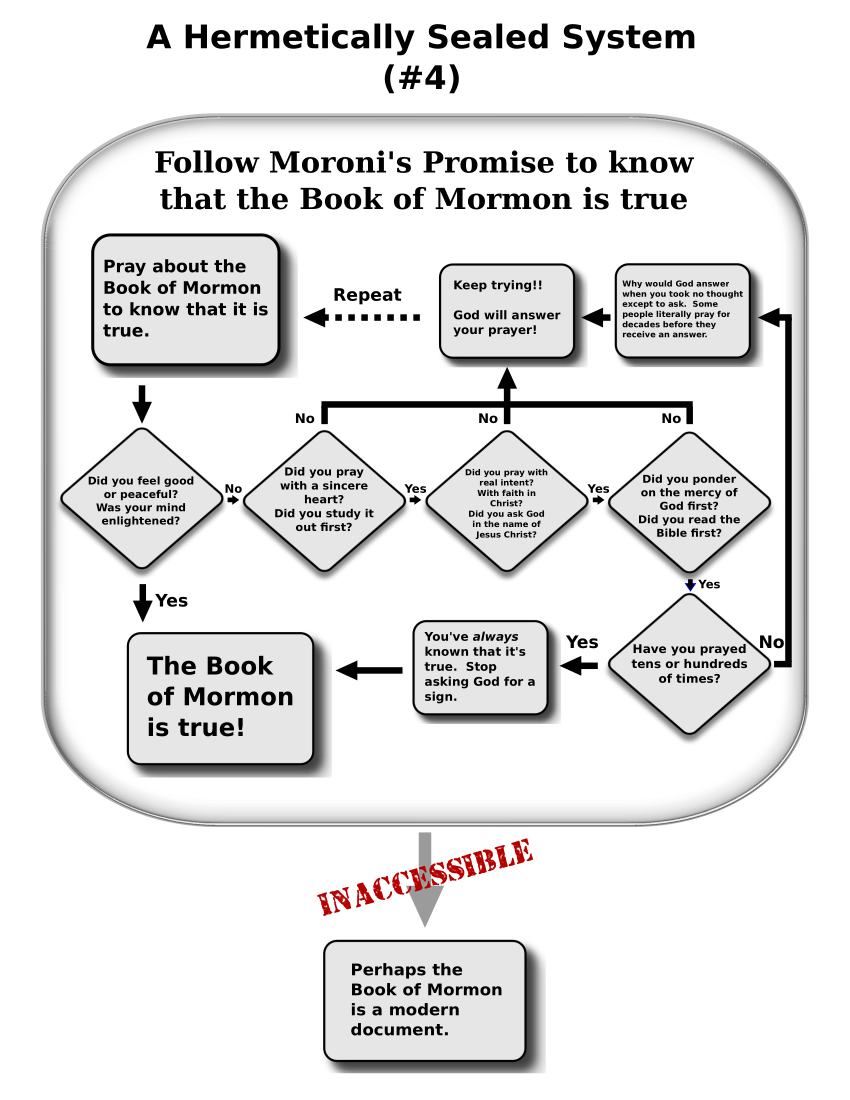 A Hermetically Sealed System
(#4)
Follow Moroni's Promise to know
that the Book of Mormon is true
Pray about the
Book of Mormon
to know that it is
true.
Repeat
Keep trying!!
God will answer
your prayer!
Why would God answer
when you took no thought
except to ask.  Some
people literally pray for
decades before they
receive an answer.
No
No
No
Did you feel good
or peaceful?
Was your mind
enlightened?
No
Did you pray
with a sincere
heart?
Did you study it
out first?
Yes
Did you pray with
real intent?
With faith in
Christ?
Did you ask God
in the name of
Jesus Christ?
Yes
Did you ponder
on the mercy of
God first?
Did you read the
Bible first?
Yes
Yes
The Book
of Mormon
is true!
You've always
known that it's
true.  Stop
asking God for a
sign.
Yes
Have you prayed
tens or hundreds
of times?
No
INACCESSIBLE
Perhaps the
Book of Mormon
is a modern
document.